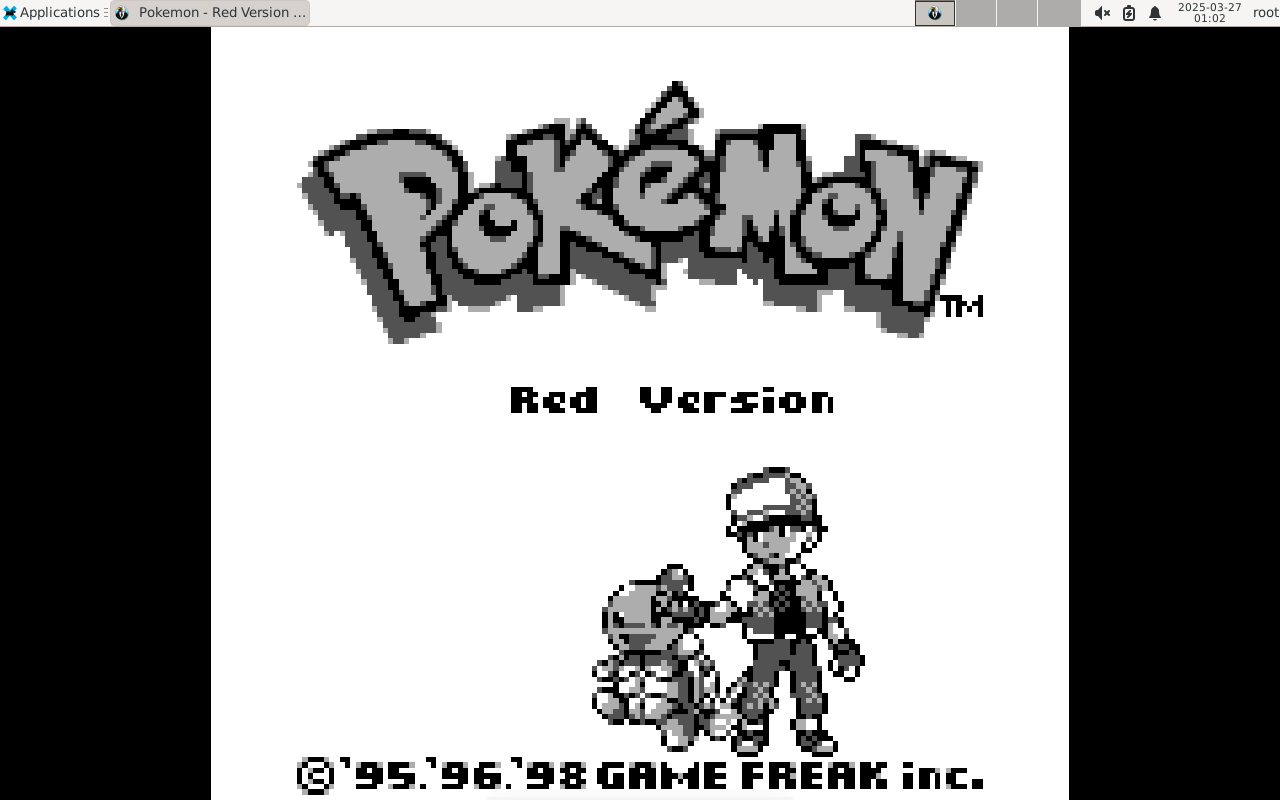 Applications
Pokemon - Red Version ...
2025-03-27
01:02
root
POKéMON
TM
Red Version
©'95.'96.'98 GAME FREAK inc.